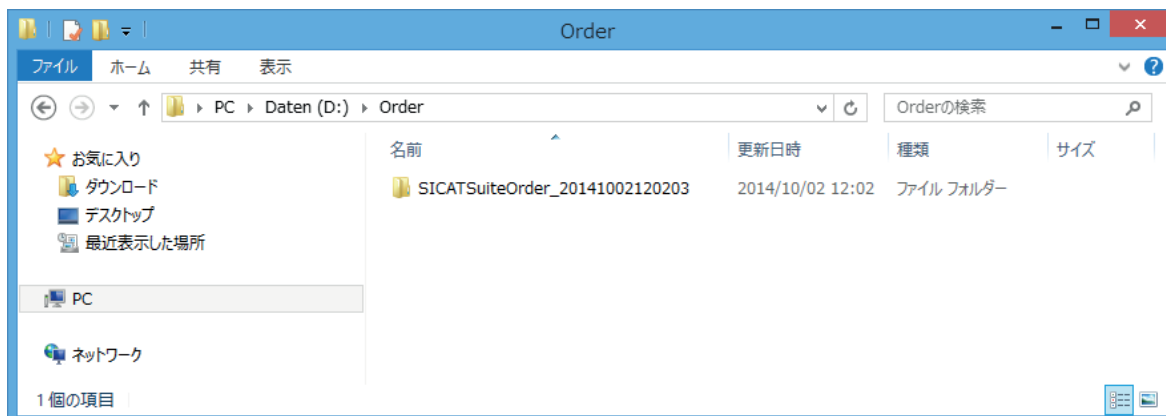 Order
ファイル ホーム 共有 表示
PC Daten (D:) Order Orderの検索
お気に入り
ダウンロード
デスクトップ
最近表示した場所
PC
ネットワーク
名前 更新日時 種類 サイズ
SICATSuiteOrder_20141002120203 2014/10/02 12:02 ファイル フォルダー
1 個の項目